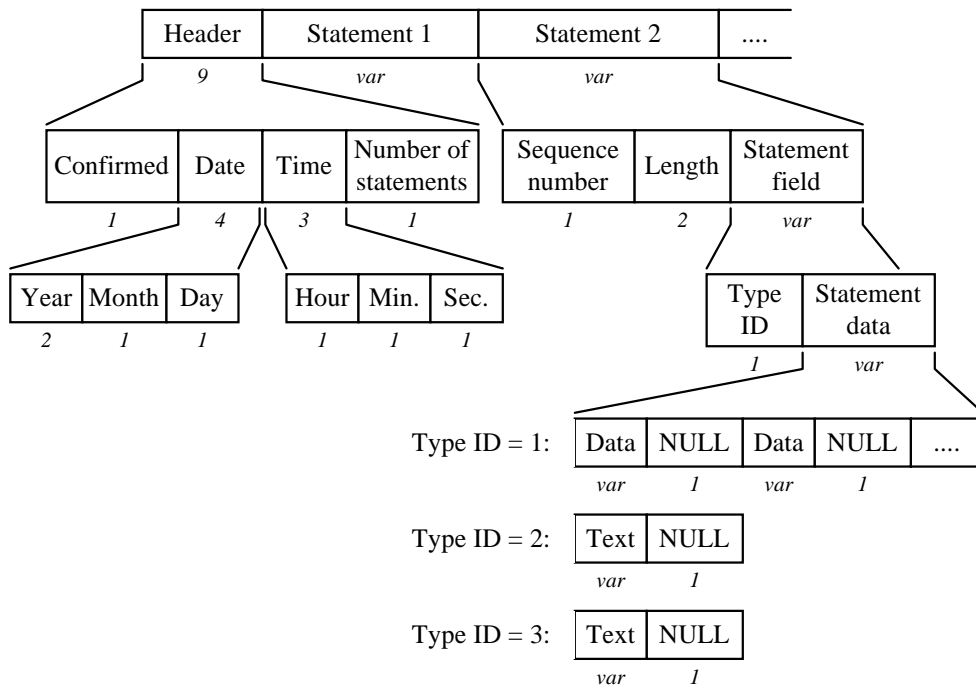 Header Statement 1 Statement 2 ....
9 var var
Confirmed Date Time Number of statements
1 4 3 1
Sequence number Length Statement field
1 2 var
Year Month Day
2 1 1
Hour Min. Sec.
1 1 1
Type ID Statement data
1 var
Type ID = 1: Data NULL Data NULL ....
var 1 var 1
Type ID = 2: Text NULL
var 1
Type ID = 3: Text NULL
var 1